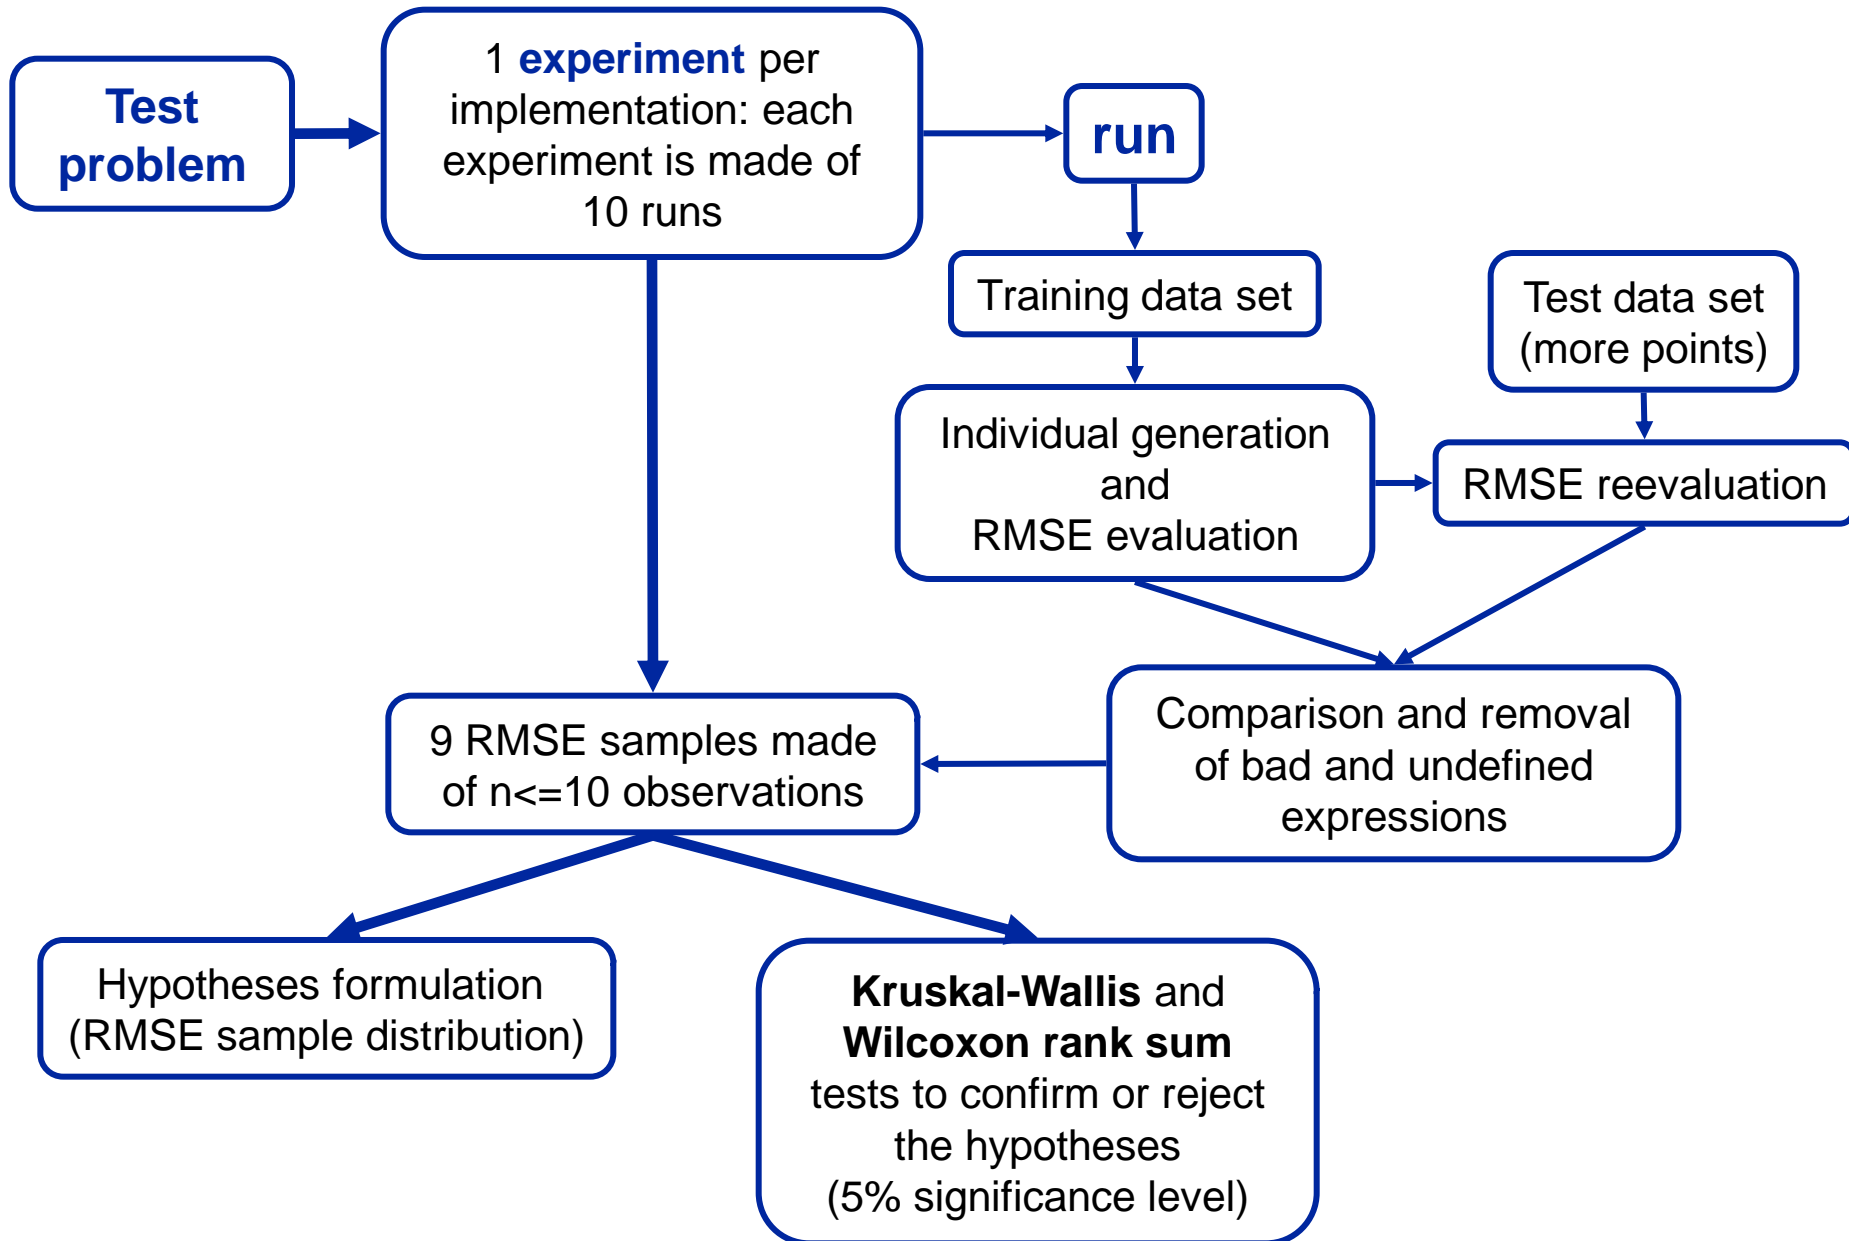 Test
problem
1 experiment per
implementation: each
experiment is made of
10 runs
run
Training data set
Test data set
(more points)
Individual generation
and
RMSE evaluation
RMSE reevaluation
9 RMSE samples made
of n<=10 observations
Comparison and removal
of bad and undefined
expressions
Hypotheses formulation
(RMSE sample distribution)
Kruskal-Wallis and
Wilcoxon rank sum
tests to confirm or reject
the hypotheses
(5% significance level)